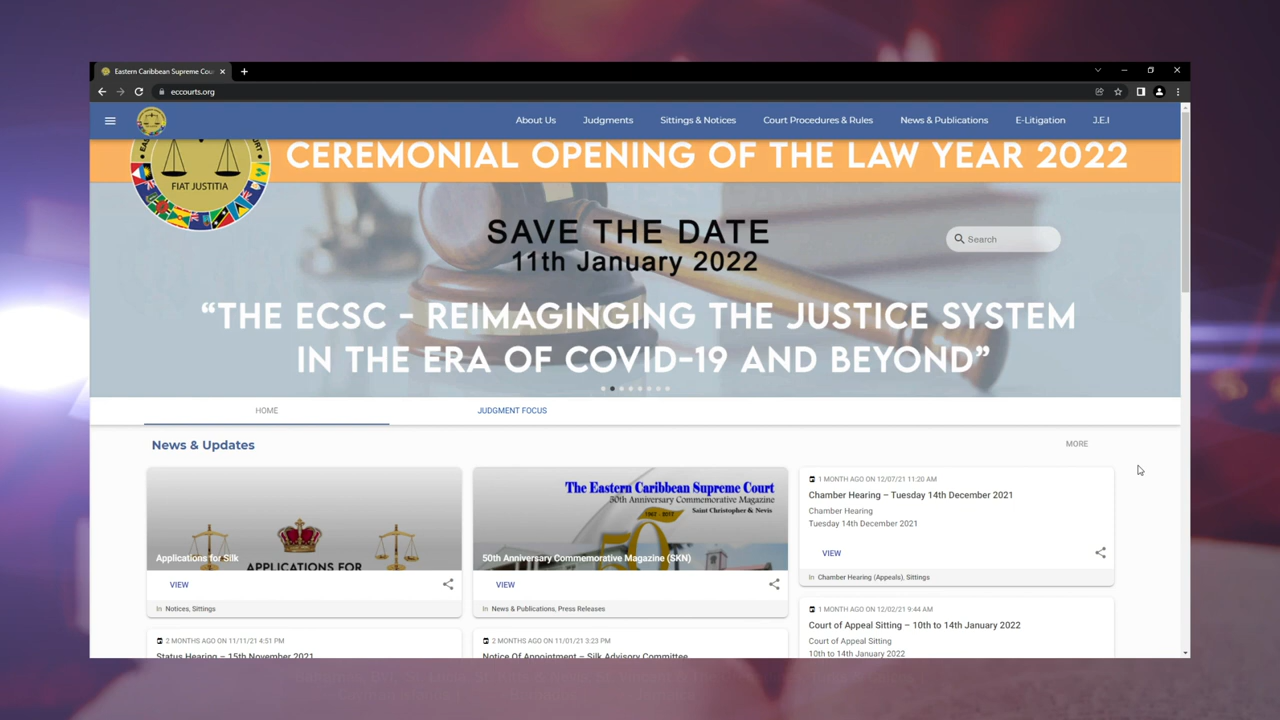 Eastern Caribbean Supreme Cou
eccourts.org
About Us
Judgments
Sittings & Notices
Court Procedures & Rules
News & Publications
E-Litigation
J.E.I
CEREMONIAL OPENING OF THE LAW YEAR 2022
FIAT JUSTITIA
SAVE THE DATE
11th January 2022
Search
“THE ECSC - REIMAGINGING THE JUSTICE SYSTEM
IN THE ERA OF COVID-19 AND BEYOND”
HOME
JUDGMENT FOCUS
News & Updates
MORE
APPLICATIONS FOR
Applications for Silk
VIEW
In Notices, Sittings
The Eastern Caribbean Supreme Court
50th Anniversary Commemorative Magazine
Saint Christopher & Nevis
1967 - 2017
50
50th Anniversary Commemorative Magazine (SKN)
VIEW
In News & Publications, Press Releases
1 MONTH AGO ON 12/07/21 11:20 AM
Chamber Hearing – Tuesday 14th December 2021
Chamber Hearing
Tuesday 14th December 2021
VIEW
In Chamber Hearing (Appeals), Sittings
2 MONTHS AGO ON 11/11/21 4:51 PM
Status Hearing – 15th November 2021
2 MONTHS AGO ON 11/01/21 3:23 PM
Notice Of Appointment – Silk Advisory Committee
1 MONTH AGO ON 12/02/21 9:44 AM
Court of Appeal Sitting – 10th to 14th January 2022
Court of Appeal Sitting
10th to 14th January 2022